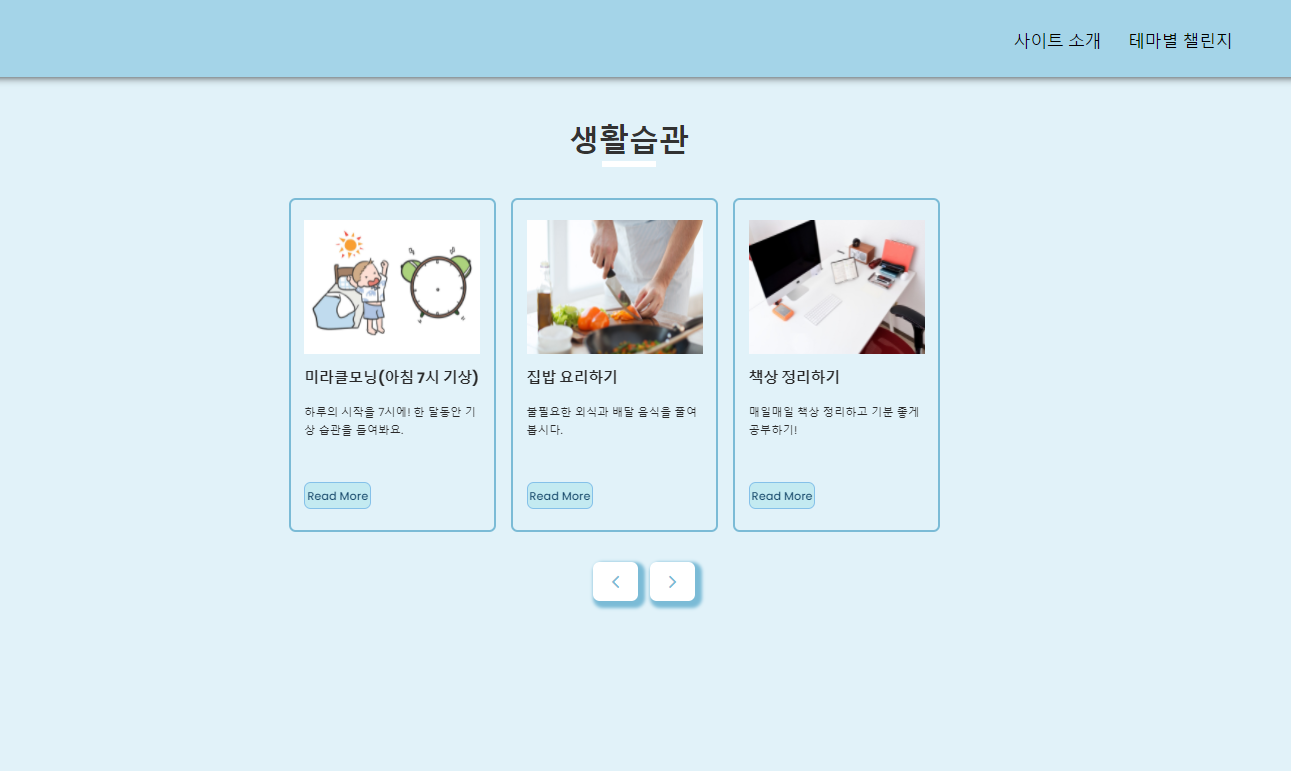 사이트 소개 테마별 챌린지
생활습관
미라클모닝(아침 7시 기상)
하루의 시작을 7시에! 한 달동안 기
상 습관을 들여봐요.
Read More
집밥 요리하기
불필요한 외식과 배달 음식을 줄여
봅시다.
Read More
책상 정리하기
매일매일 책상 정리하고 기분 좋게
공부하기!
Read More